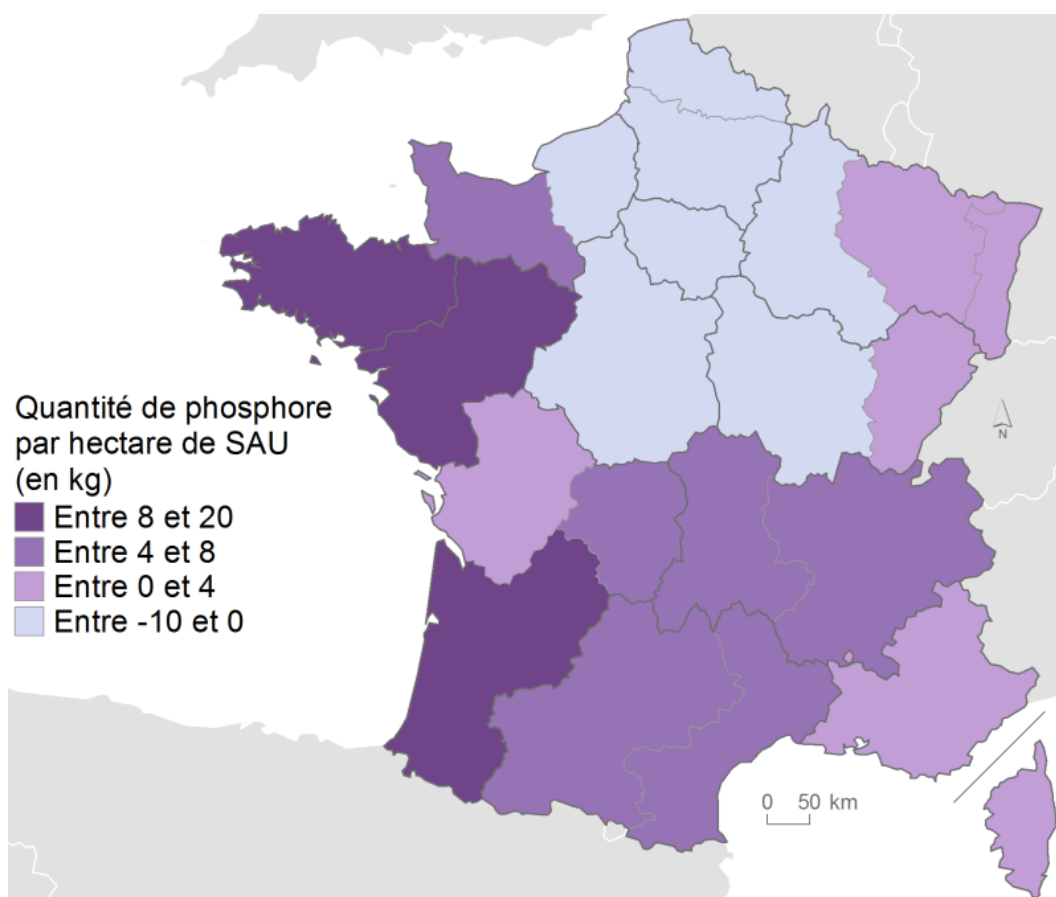 Quantité de phosphore
par hectare de SAU
(en kg)
Entre 8 et 20
Entre 4 et 8
Entre 0 et 4
Entre -10 et 0
N
0 50 km